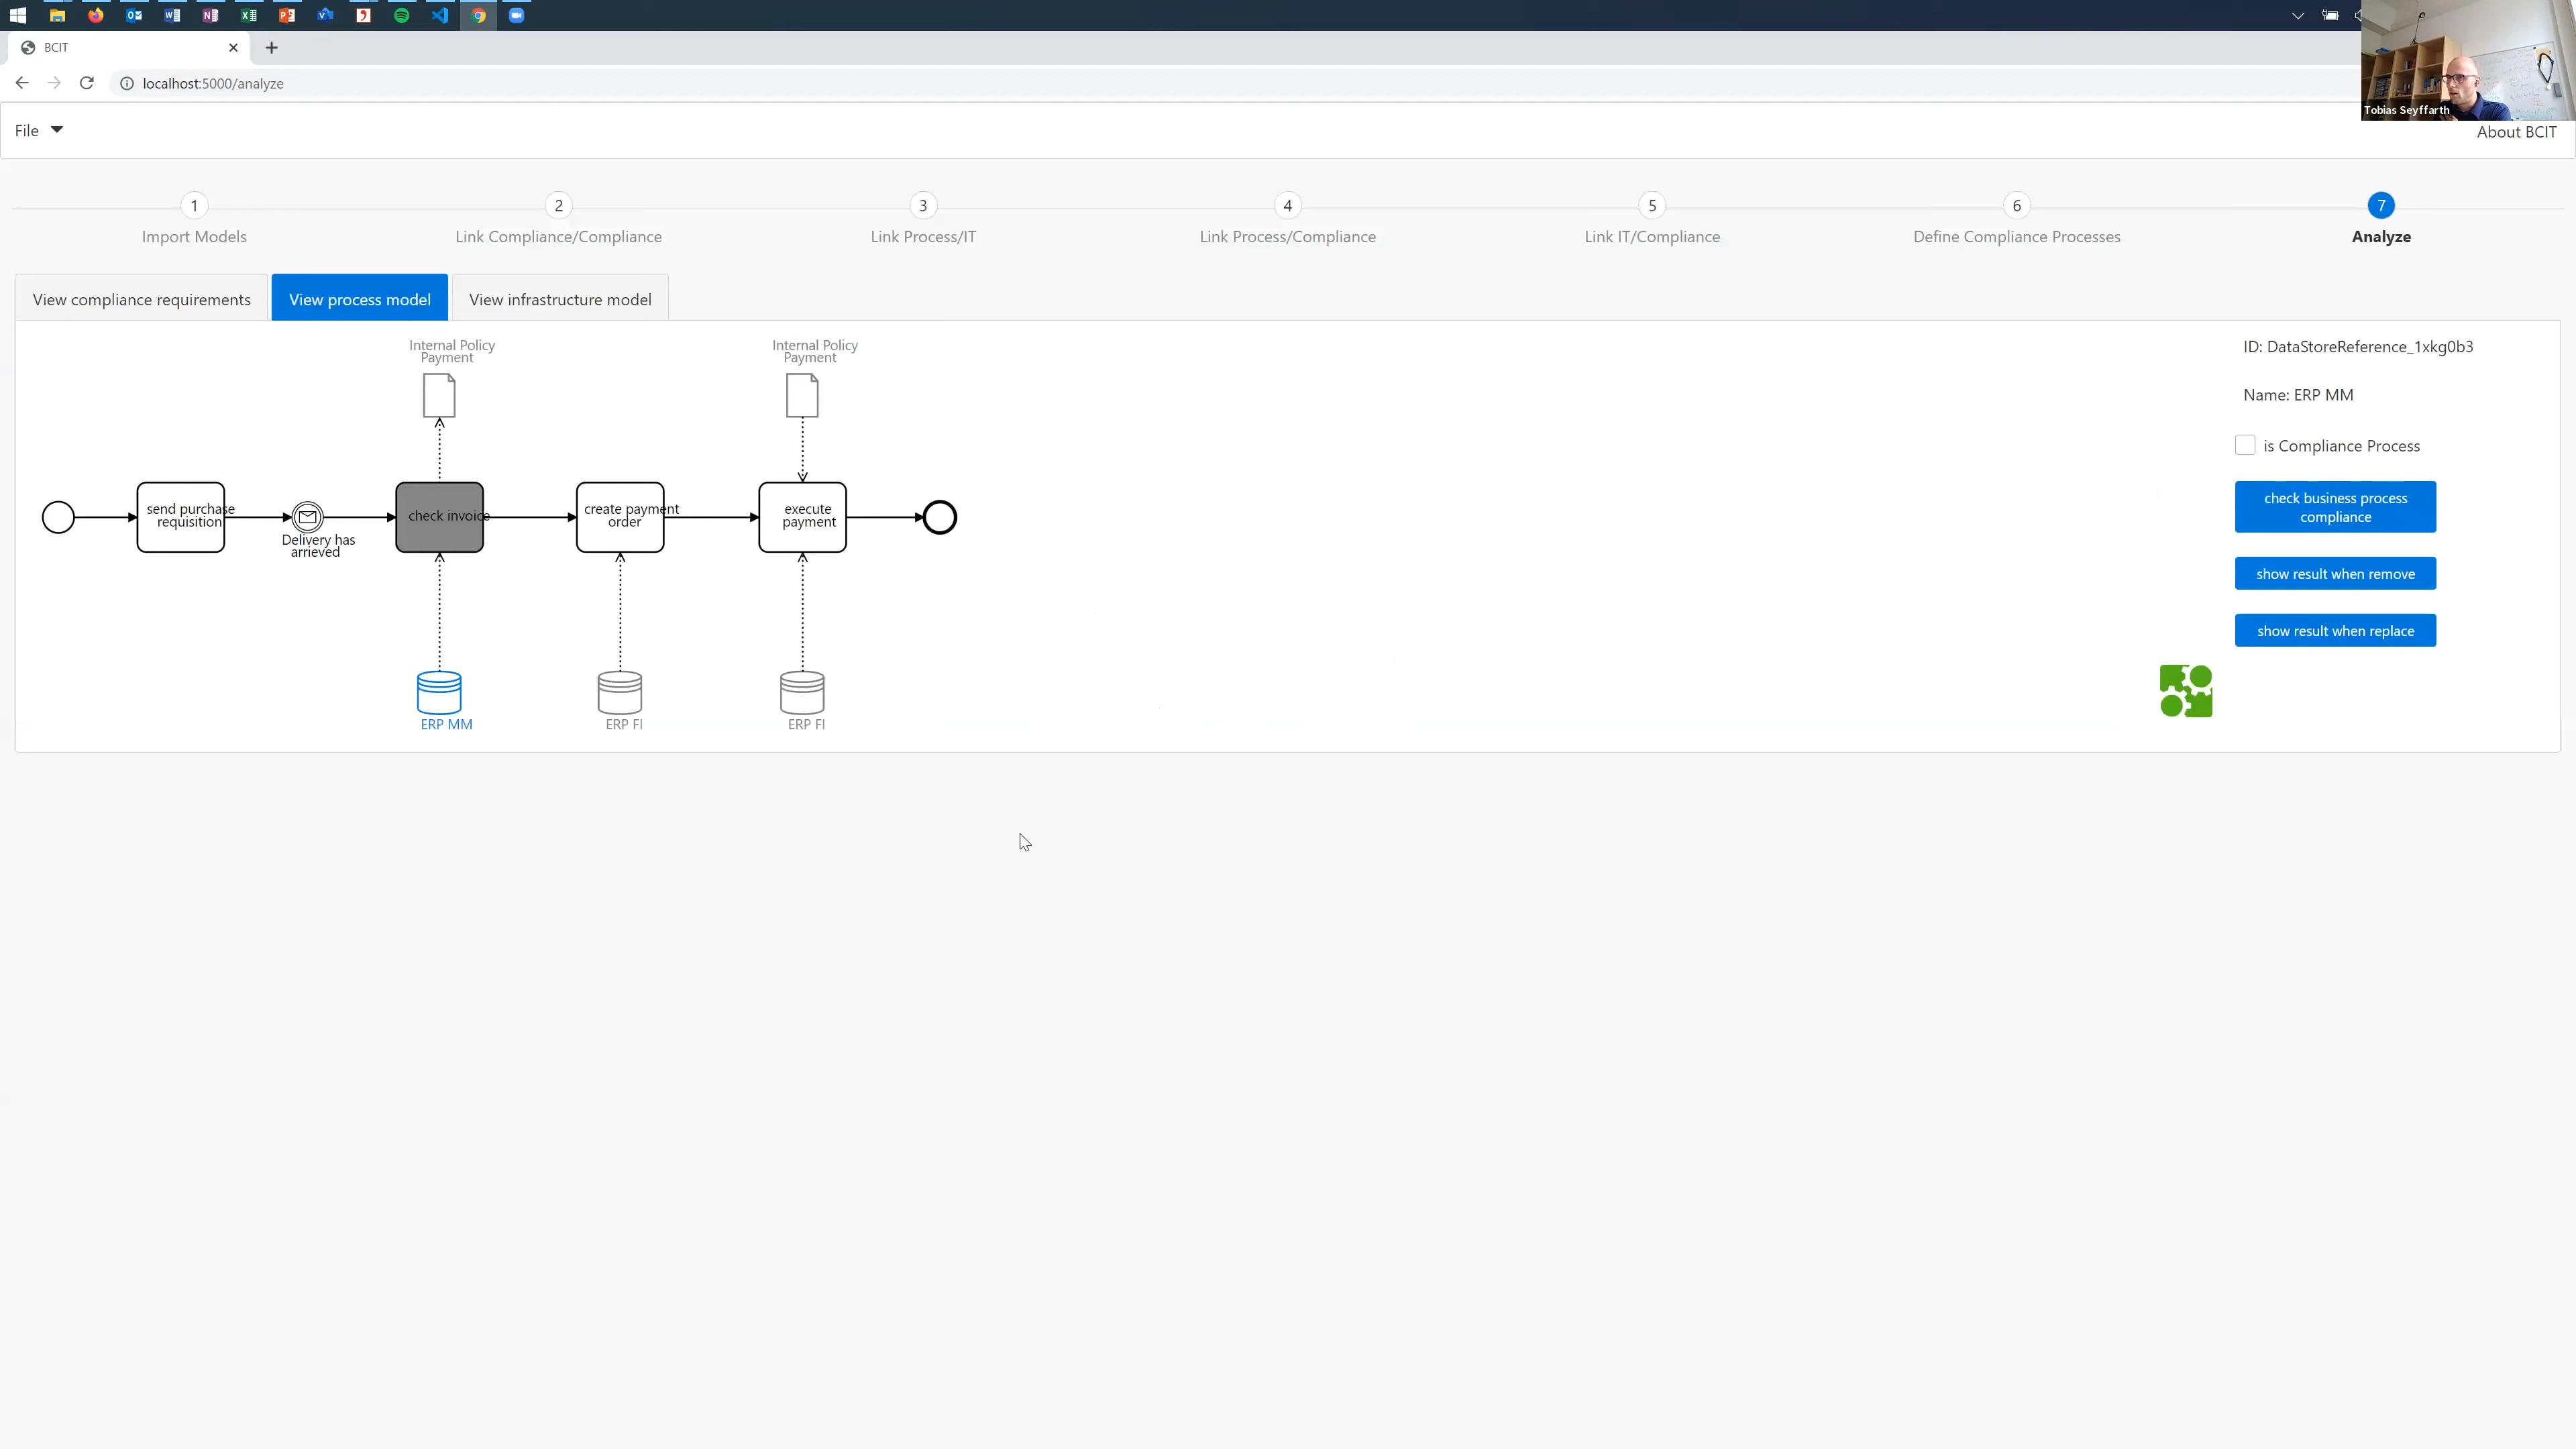 BCIT
localhost:5000/analyze
Tobias Seyffarth
File
About BCIT
1
2
3
4
5
6
7
Import Models
Link Compliance/Compliance
Link Process/IT
Link Process/Compliance
Link IT/Compliance
Define Compliance Processes
Analyze
View compliance requirements
View process model
View infrastructure model
Internal Policy
Payment
Internal Policy
Payment
send purchase
requisition
Delivery has
arrieved
check invoice
create payment
order
execute
payment
ERP MM
ERP FI
ERP FI
ID: DataStoreReference_1xkg0b3
Name: ERP MM
is Compliance Process
check business process
compliance
show result when remove
show result when replace